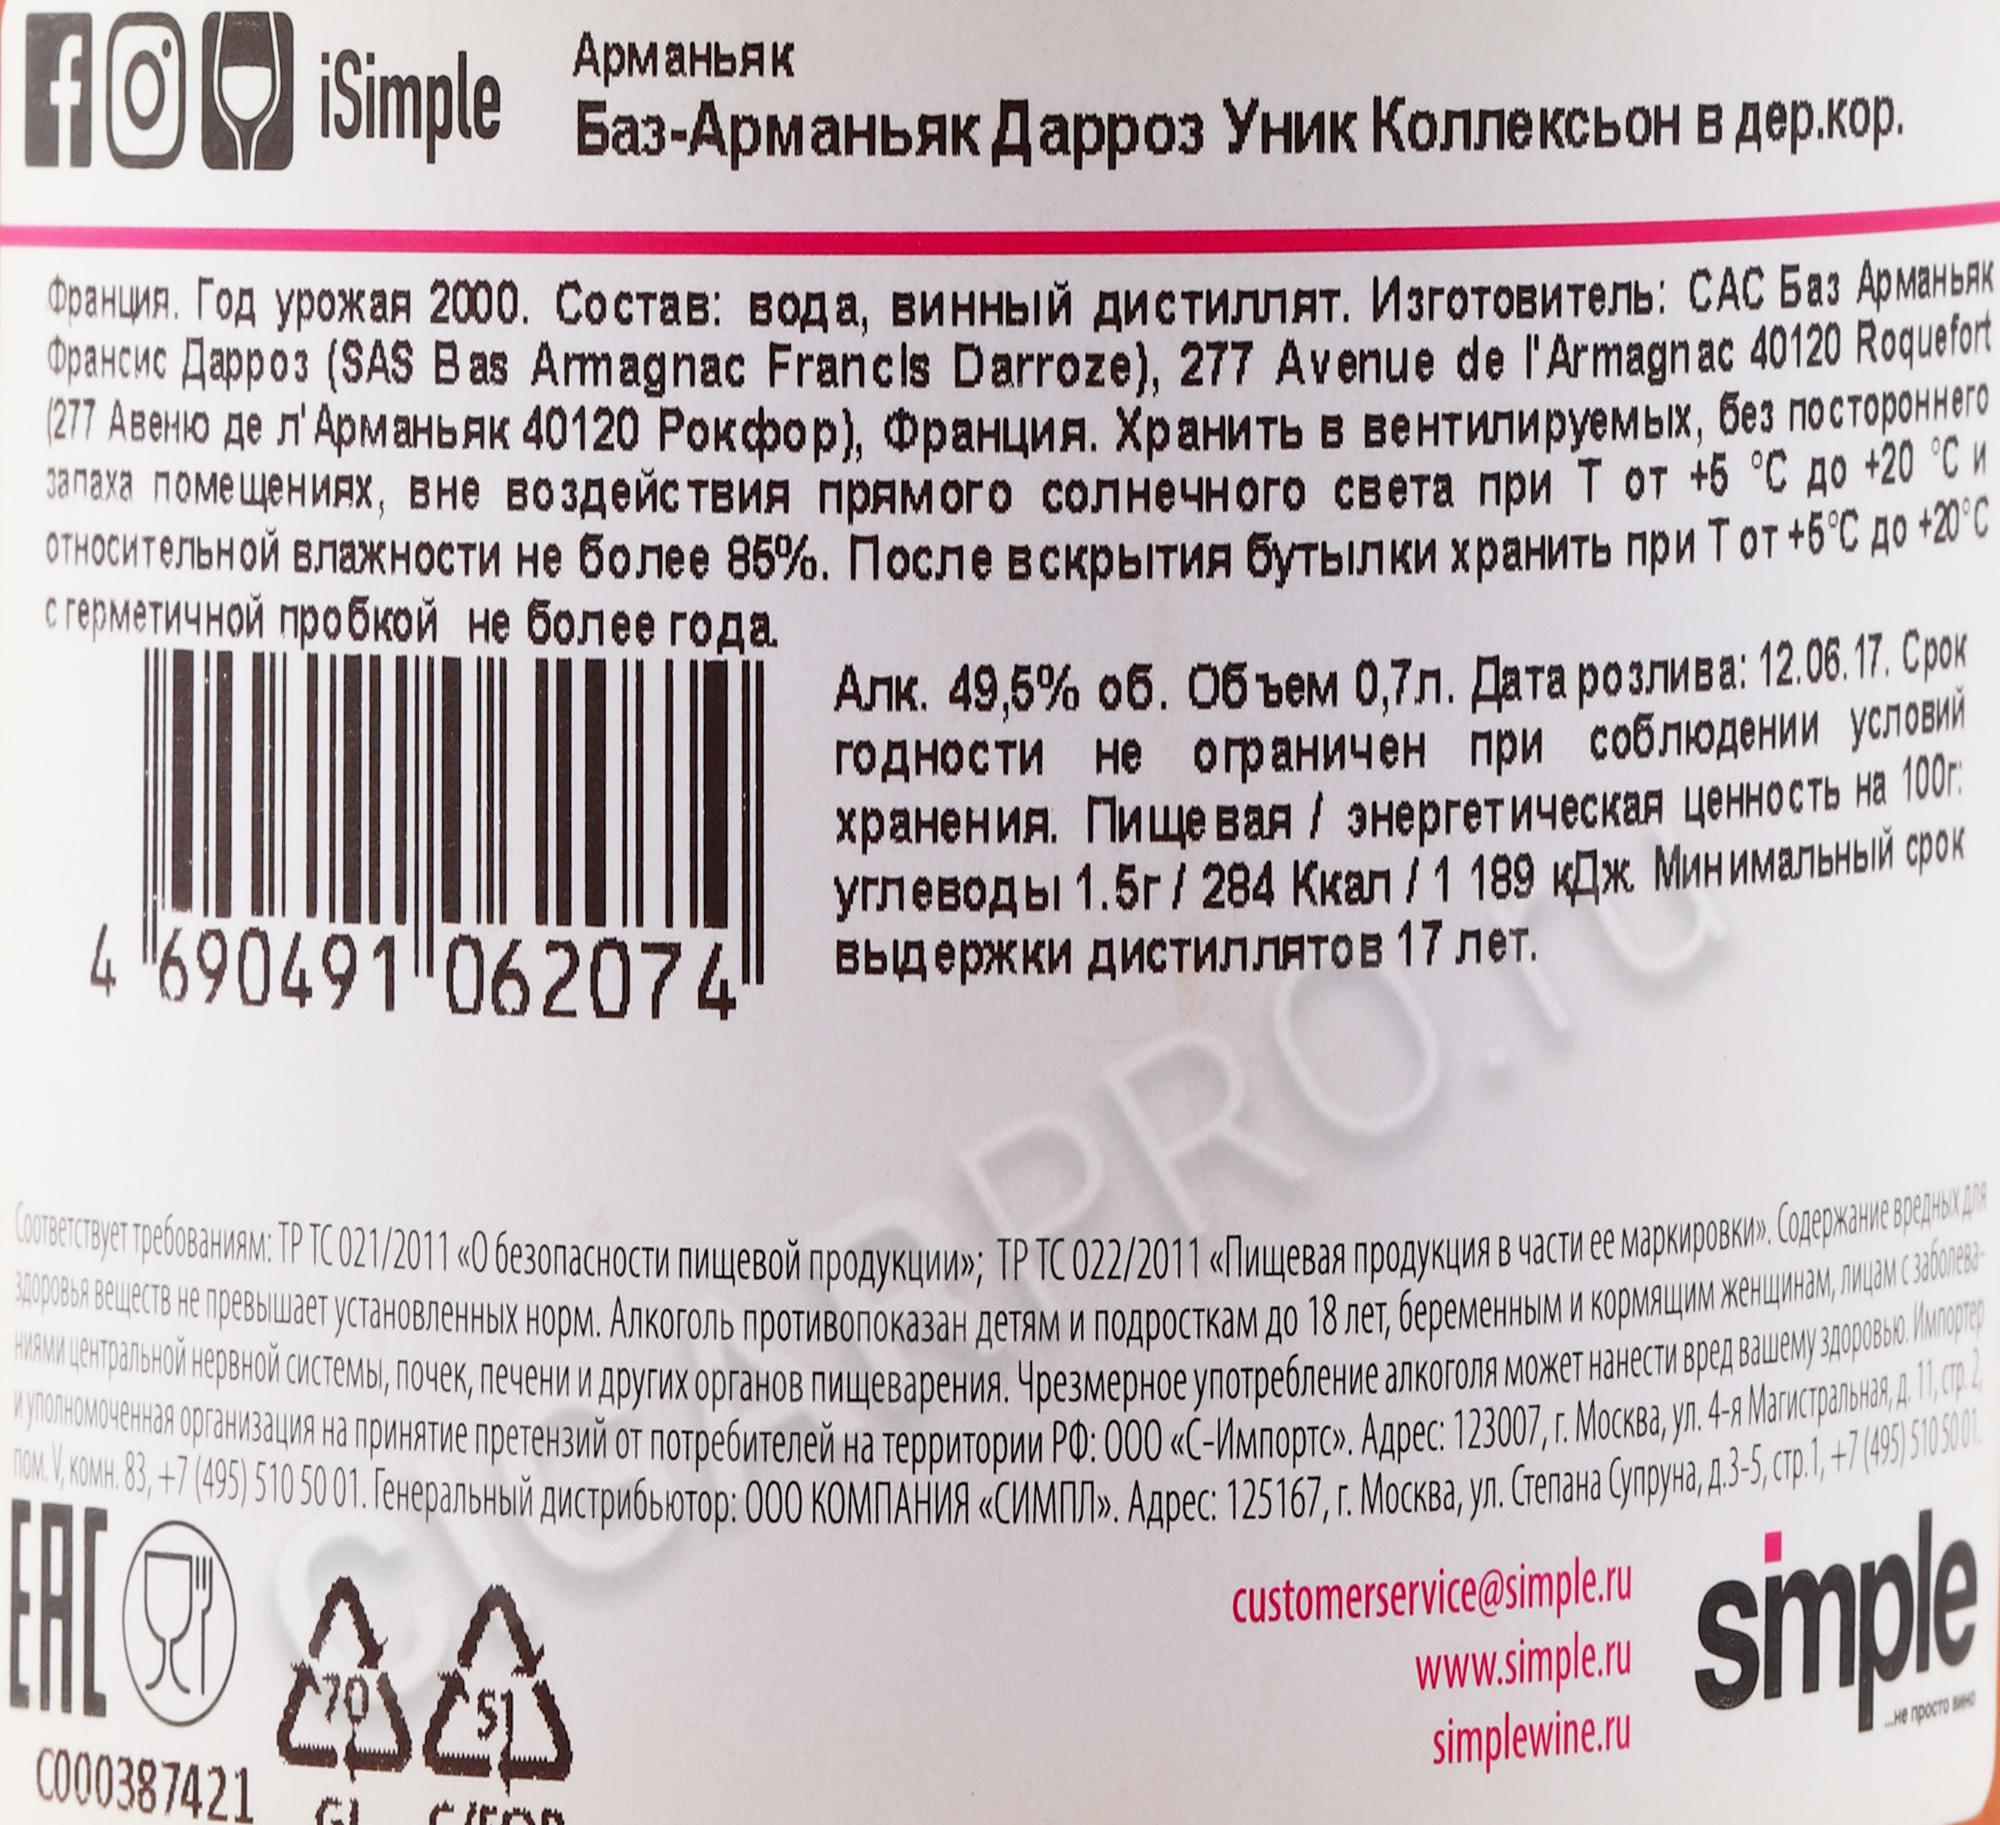 iSimple
Арманьяк
Баз-Арманьяк Дарроз Уник Коллексьон в дер.кор.
Франция. Год урожая 2000. Состав: вода, винный дистиллят. Изготовитель: САС Баз Арманьяк
Франсис Дарроз (SAS Bas Armagnac Francis Darroze), 277 Avenue de l'Armagnac 40120 Roquefort
(277 Авеню де л'Арманьяк 40120 Рокфор), Франция. Хранить в вентилируемых, без постороннего
запаха помещениях, вне воздействия прямого солнечного света при Т от +5 °С до +20 °С и
относительной влажности не более 85%. После вскрытия бутылки хранить при Т от +5°С до +20°С
с герметичной пробкой не более года.
Алк. 49,5% об. Объем 0,7л. Дата розлива: 12.06.17. Срок
годности не ограничен при соблюдении условий
хранения. Пищевая / энергетическая ценность на 100г:
углеводы 1.5г / 284 Ккал / 1 189 кДж. Минимальный срок
выдержки дистиллятов 17 лет.
4 690491 062074
Соответствует требованиям: ТР ТС 021/2011 «О безопасности пищевой продукции»; ТР ТС 022/2011 «Пищевая продукция в части ее маркировки». Содержание вредных для
здоровья веществ не превышает установленных норм. Алкоголь противопоказан детям и подросткам до 18 лет, беременным и кормящим женщинам, лицам с заболева-
ниями центральной нервной системы, почек, печени и других органов пищеварения. Чрезмерное употребление алкоголя может нанести вред вашему здоровью. Импортер
и уполномоченная организация на принятие претензий от потребителей на территории РФ: ООО «С-Импортс». Адрес: 123007, г. Москва, ул. 4-я Магистральная, д. 11, стр. 2,
пом. V, комн. 83, +7 (495) 510 50 01. Генеральный дистрибьютор: ООО КОМПАНИЯ «СИМПЛ». Адрес: 125167, г. Москва, ул. Степана Супруна, д.3-5, стр.1, +7 (495) 510 50 01.
EAC
C000387421
70
51
GL
customerservice@simple.ru
www.simple.ru
simplewine.ru
simple
...не просто вино
CIGARPRO.ru